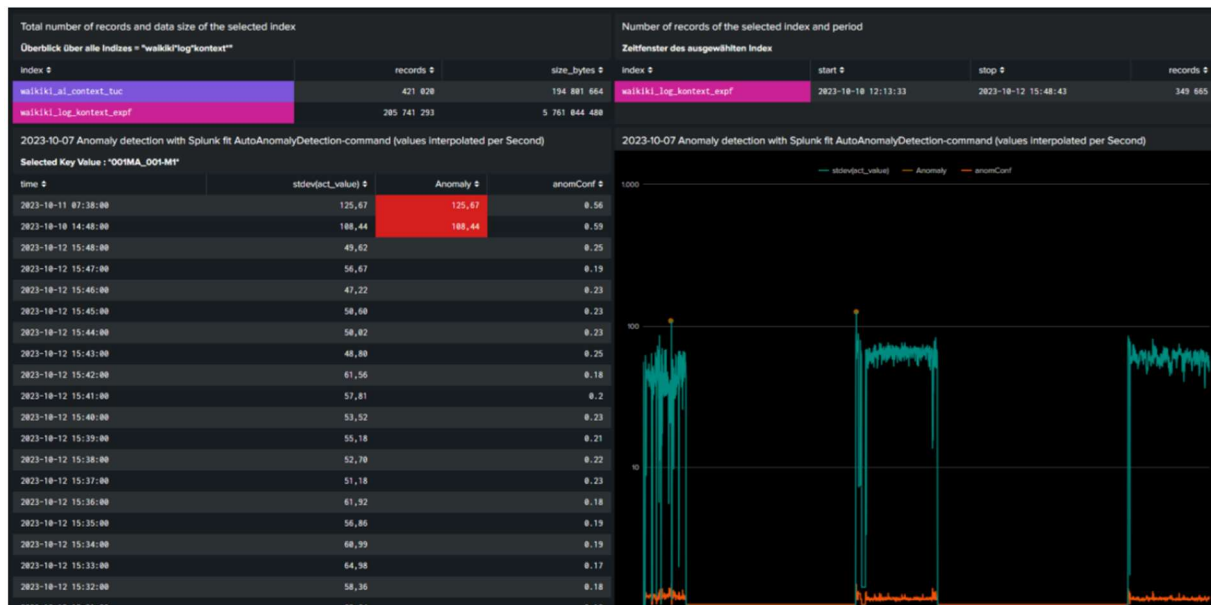 Total number of records and data size of the selected index
Überblick über alle Indizes = "waikiki*log*kontext*"
index records size_bytes
waikiki_ai_context_tuc 421 020 194 801 664
waikiki_log_kontext_expf 205 741 293 5 761 044 480
Number of records of the selected index and period
Zeitfenster des ausgewählten Index
index start stop records
waikiki_log_kontext_expf 2023-10-10 12:13:33 2023-10-12 15:48:43 349 665
2023-10-07 Anomaly detection with Splunk fit AutoAnomalyDetection-command (values interpolated per Second)
Selected Key Value : "001MA_001-M1"
time stdev(act_value) Anomaly anomConf
2023-10-11 07:38:00 125,67 125,67 0.56
2023-10-10 14:48:00 108,44 108,44 0.59
2023-10-12 15:48:00 49,62 0.25
2023-10-12 15:47:00 56,67 0.19
2023-10-12 15:46:00 47,22 0.23
2023-10-12 15:45:00 50,60 0.23
2023-10-12 15:44:00 50,02 0.23
2023-10-12 15:43:00 48,80 0.25
2023-10-12 15:42:00 61,56 0.18
2023-10-12 15:41:00 57,81 0.2
2023-10-12 15:40:00 53,52 0.23
2023-10-12 15:39:00 55,18 0.21
2023-10-12 15:38:00 52,70 0.22
2023-10-12 15:37:00 51,18 0.23
2023-10-12 15:36:00 61,92 0.18
2023-10-12 15:35:00 56,86 0.19
2023-10-12 15:34:00 60,99 0.19
2023-10-12 15:33:00 64,98 0.17
2023-10-12 15:32:00 58,36 0.18
2023-10-07 Anomaly detection with Splunk fit AutoAnomalyDetection-command (values interpolated per Second)
stdev(act_value) Anomaly anomConf
1.000
100
10